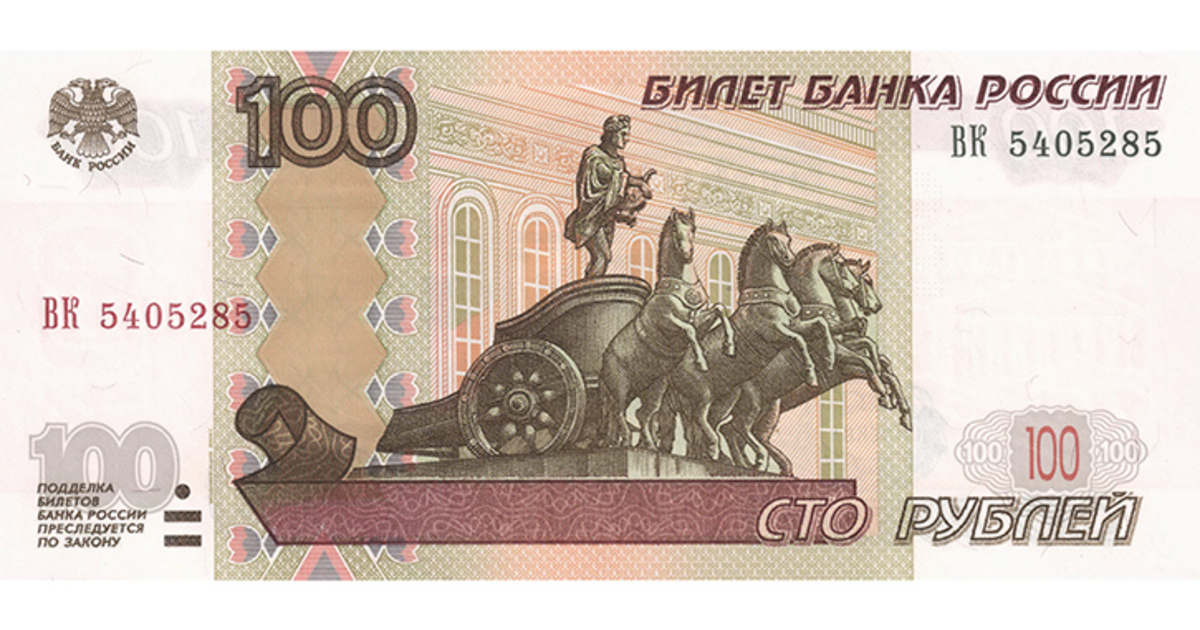 100
БИЛЕТ БАНКА РОССИИ
ВК 5405285
БАНК РОССИИ
ВК 5405285
100
ПОДДЕЛКА
БИЛЕТОВ
БАНКА РОССИИ
ПРЕСЛЕДУЕТСЯ
ПО ЗАКОНУ
100 100 100
СТО РУБЛЕЙ